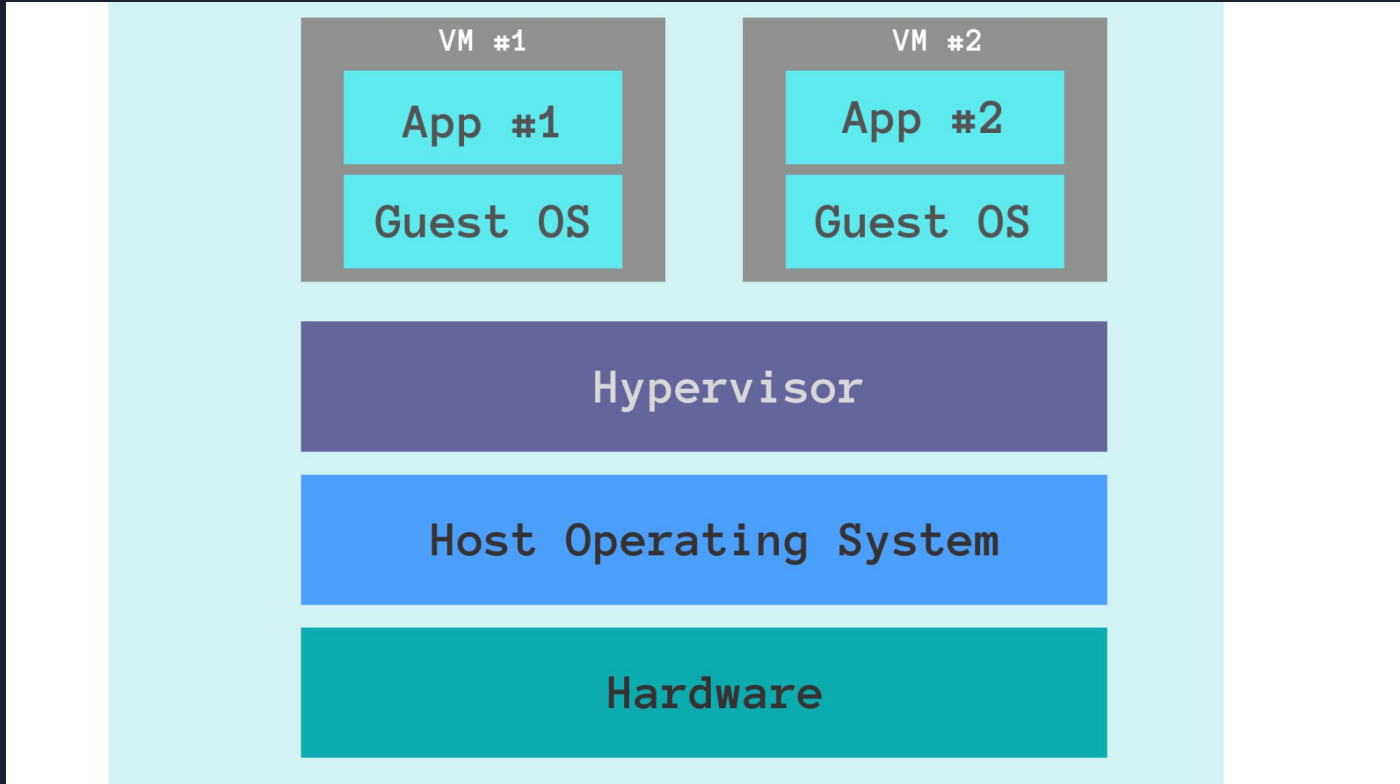 VM #1
App #1
Guest OS
VM #2
App #2
Guest OS
Hypervisor
Host Operating System
Hardware